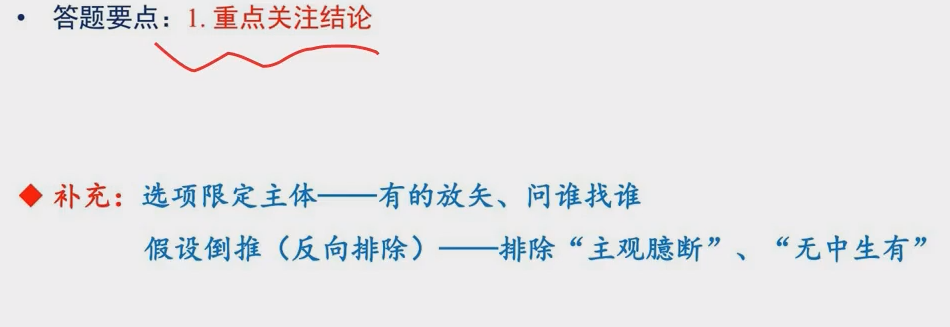 • 答题要点：1. 重点关注结论
◆ 补充：选项限定主体——有的放矢、问谁找谁
假设倒推（反向排除）——排除“主观臆断”、“无中生有”